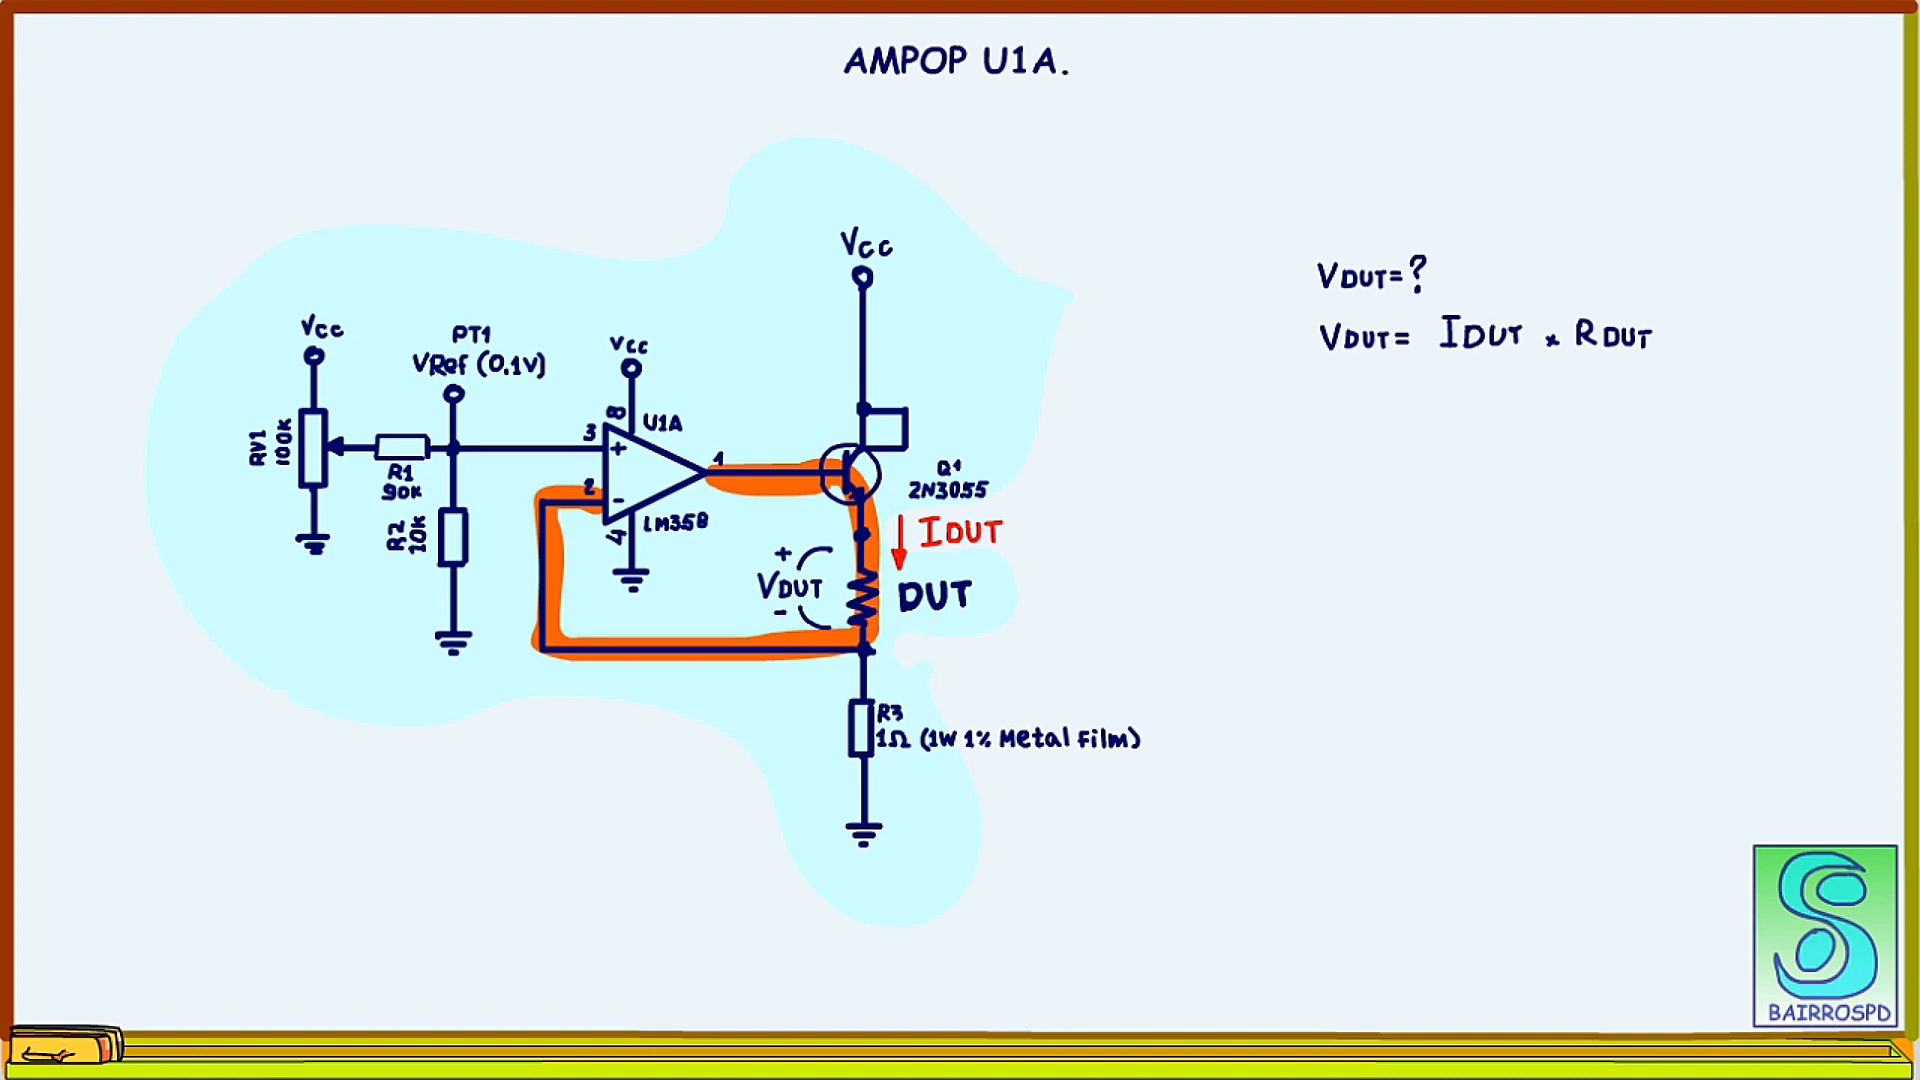 AMPOP U1A.
Vcc
Vcc
PT1
VRef (0.1V)
Vcc
RV1
100K
R1
90K
R2
10K
3
2
8
4
1
+
-
U1A
LM358
Q1
2N3055
IDUT
+
VDUT
-
DUT
R3
1Ω (1W 1% Metal Film)
VDUT=?
VDUT= IDUT × RDUT
BAIRROSPD